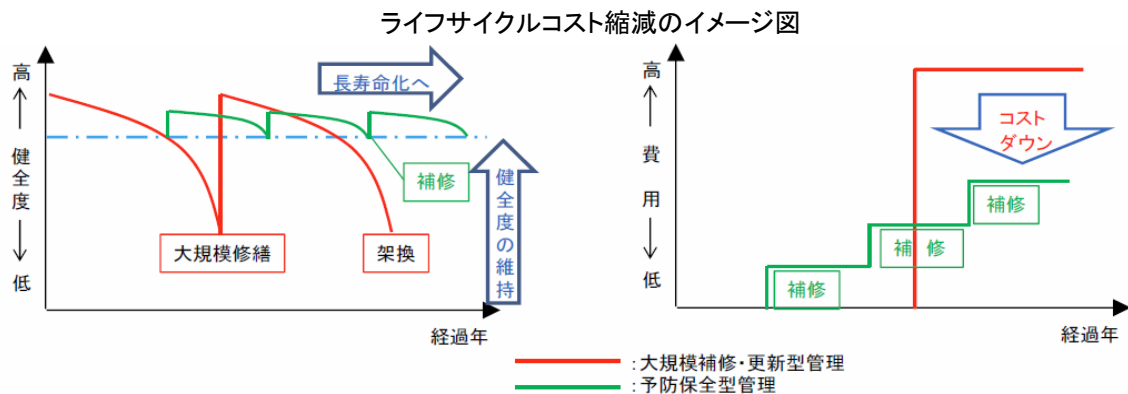 ライフサイクルコスト縮減のイメージ図
高
健全度
低
長寿命化へ
補修
健全度の維持
大規模修繕
架換
経過年
高
費用
低
コスト
ダウン
補修
補修
補修
経過年
：大規模補修・更新型管理
：予防保全型管理